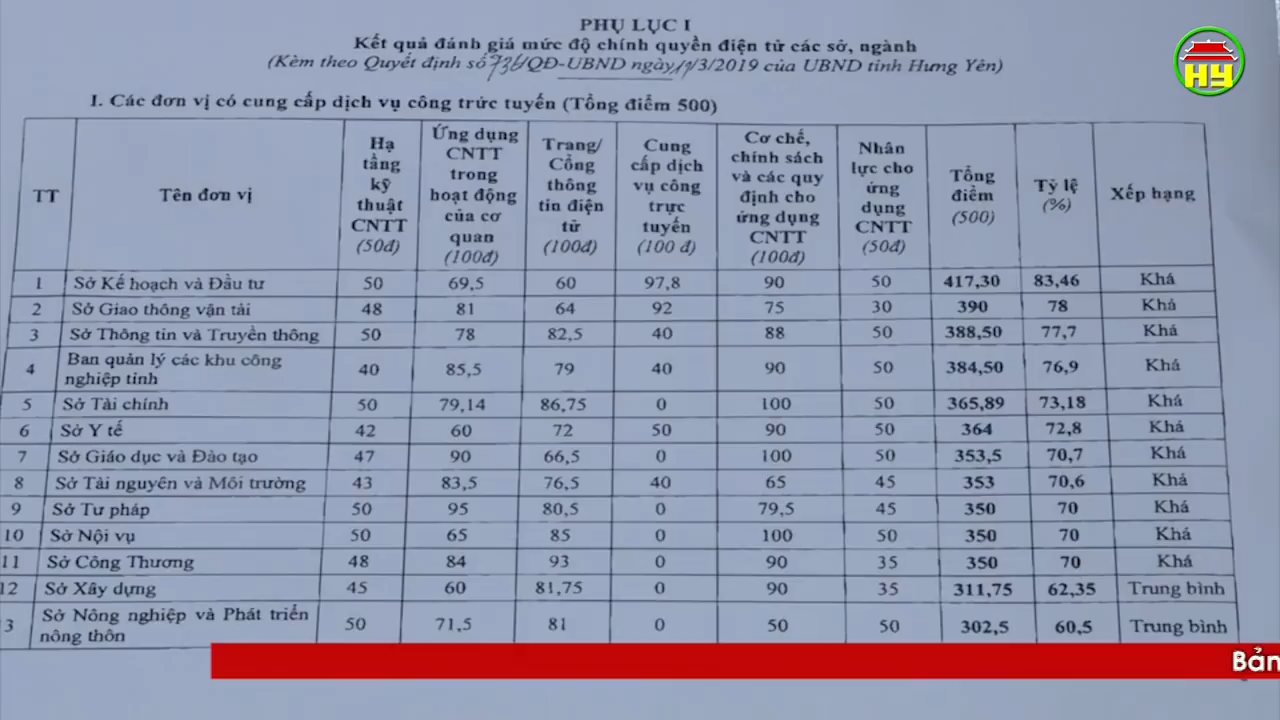 PHỤ LỤC I
Kết quả đánh giá mức độ chính quyền điện tử các sở, ngành
(Kèm theo Quyết định số 736/QĐ-UBND ngày /3/2019 của UBND tỉnh Hưng Yên)
HY
I. Các đơn vị có cung cấp dịch vụ công trực tuyến (Tổng điểm 500)
TT Tên đơn vị Hạ tầng kỹ thuật CNTT (50đ) Ứng dụng CNTT trong hoạt động của cơ quan (100đ) Trang/ Cổng thông tin điện tử (100đ) Cung cấp dịch vụ công trực tuyến (100 đ) Cơ chế, chính sách và các quy định cho ứng dụng CNTT (100đ) Nhân lực cho ứng dụng CNTT (50đ) Tổng điểm (500) Tỷ lệ (%) Xếp hạng
1 Sở Kế hoạch và Đầu tư 50 69,5 60 97,8 90 50 417,30 83,46 Khá
2 Sở Giao thông vận tải 48 81 64 92 75 30 390 78 Khá
3 Sở Thông tin và Truyền thông 50 78 82,5 40 88 50 388,50 77,7 Khá
4 Ban quản lý các khu công nghiệp tỉnh 40 85,5 79 40 90 50 384,50 76,9 Khá
5 Sở Tài chính 50 79,14 86,75 0 100 50 365,89 73,18 Khá
6 Sở Y tế 42 60 72 50 90 50 364 72,8 Khá
7 Sở Giáo dục và Đào tạo 47 90 66,5 0 100 50 353,5 70,7 Khá
8 Sở Tài nguyên và Môi trường 43 83,5 76,5 40 65 45 353 70,6 Khá
9 Sở Tư pháp 50 95 80,5 0 79,5 45 350 70 Khá
10 Sở Nội vụ 50 65 85 0 100 50 350 70 Khá
11 Sở Công Thương 48 84 93 0 90 35 350 70 Khá
12 Sở Xây dựng 45 60 81,75 0 90 35 311,75 62,35 Trung bình
3 Sở Nông nghiệp và Phát triển nông thôn 50 71,5 81 0 50 50 302,5 60,5 Trung bình
Bản